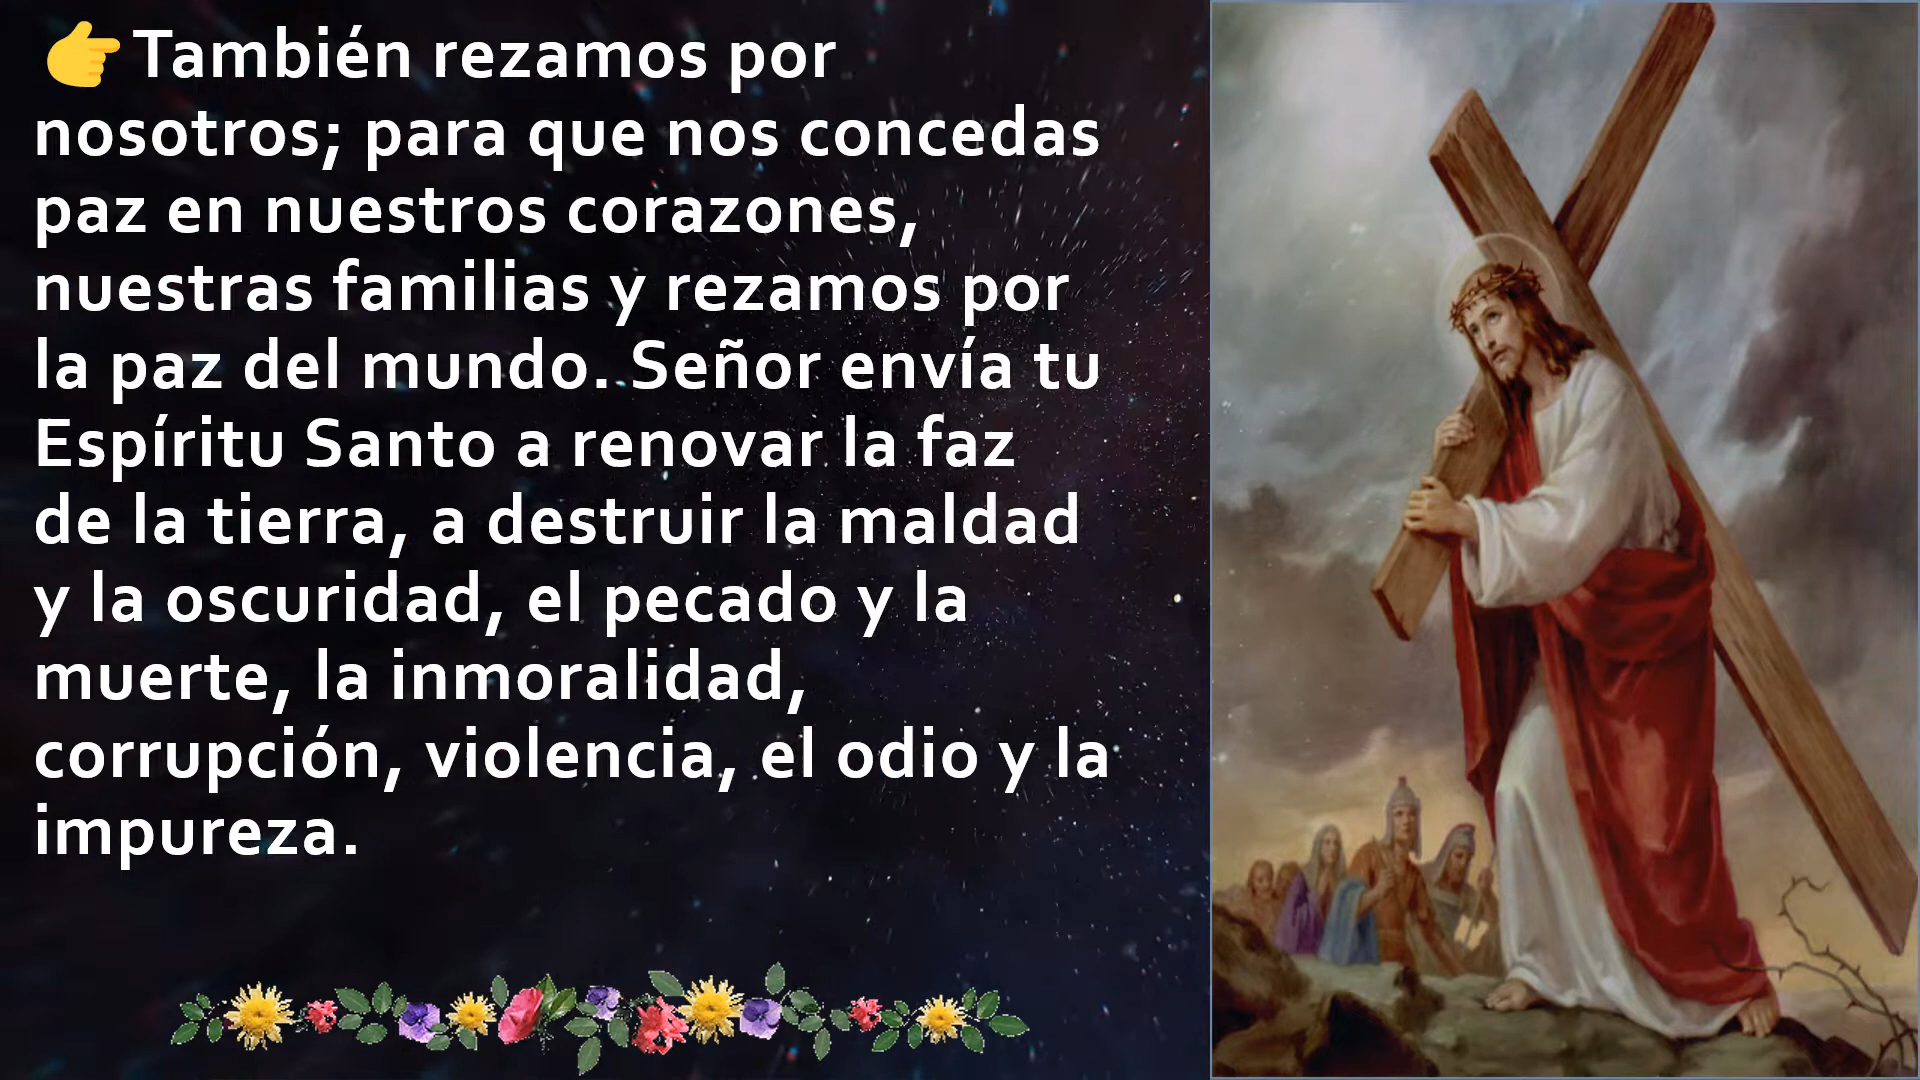 👉También rezamos por
nosotros; para que nos concedas
paz en nuestros corazones,
nuestras familias y rezamos por
la paz del mundo. Señor envía tu
Espíritu Santo a renovar la faz
de la tierra, a destruir la maldad
y la oscuridad, el pecado y la
muerte, la inmoralidad,
corrupción, violencia, el odio y la
impureza.